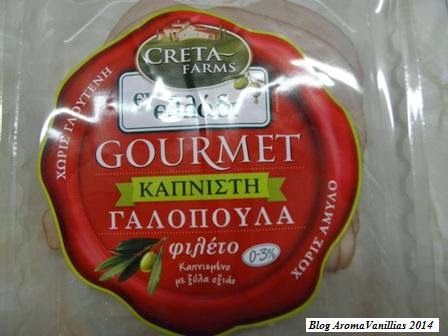 CRETA
FARMS
εν
ελλάδι
GOURMET
ΚΑΠΝΙΣΤΗ
ΓΑΛΟΠΟΥΛΑ
φιλέτο
0-3%
Καπνισμένο
με ξύλα οξιάς
ΧΩΡΙΣ ΓΛΟΥΤΕΝΗ
ΧΩΡΙΣ ΑΜΥΛΟ
Blog AromaVanillias 2014